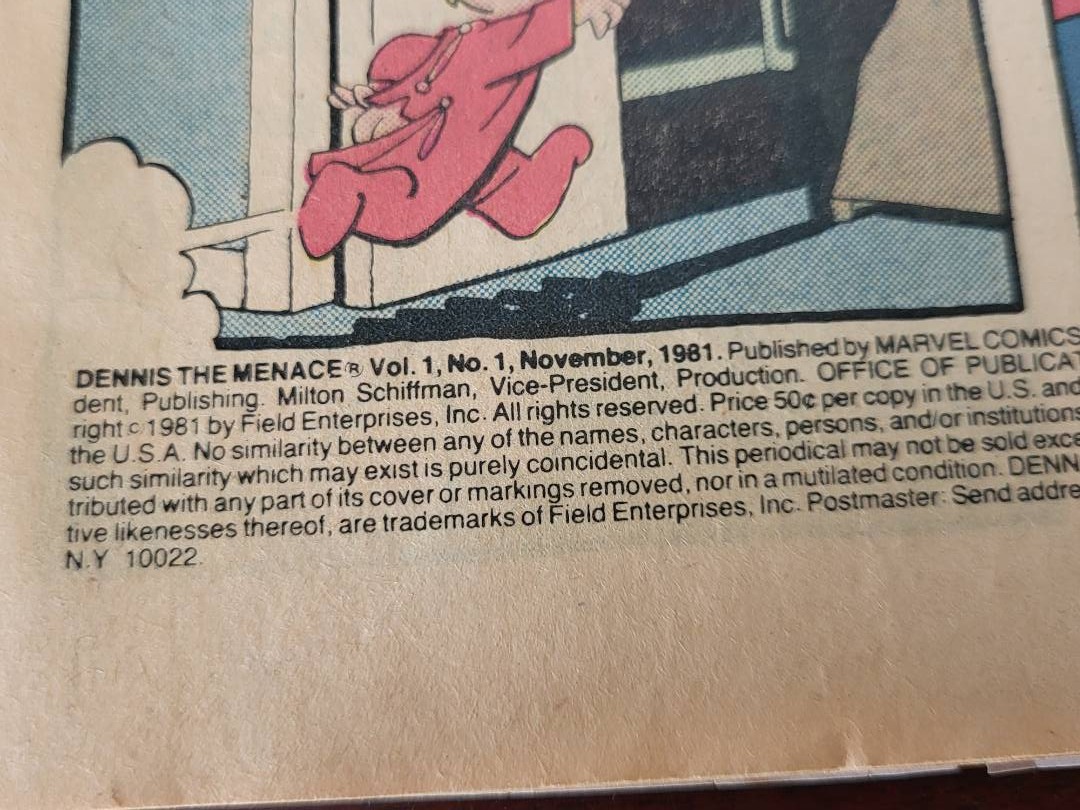 DENNIS THE MENACE® Vol. 1, No. 1, November, 1981. Published by MARVEL COMICS
dent, Publishing. Milton Schiffman, Vice-President, Production. OFFICE OF PUBLICAT
right © 1981 by Field Enterprises, Inc. All rights reserved. Price 50¢ per copy in the U.S. and
the U.S.A. No similarity between any of the names, characters, persons, and/or institutions
such similarity which may exist is purely coincidental. This periodical may not be sold exce
tributed with any part of its cover or markings removed, nor in a mutilated condition. DENN
tive likenesses thereof, are trademarks of Field Enterprises, Inc. Postmaster: Send addre
N.Y 10022.